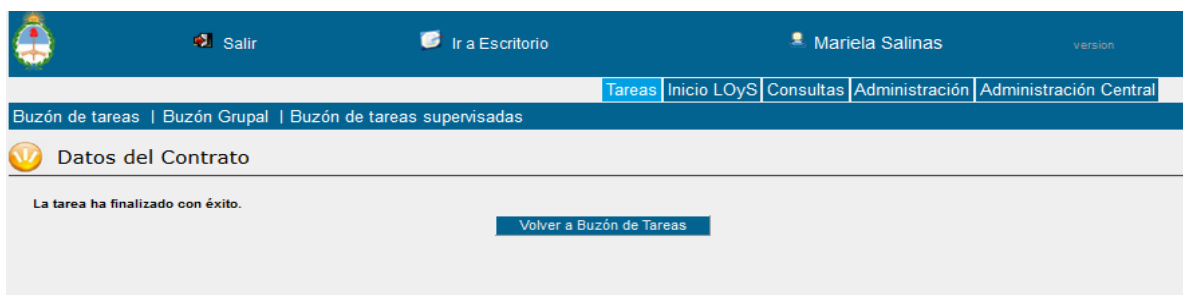 Salir Ir a Escritorio Mariela Salinas version
Tareas Inicio LOyS Consultas Administración Administración Central
Buzón de tareas | Buzón Grupal | Buzón de tareas supervisadas
Datos del Contrato
La tarea ha finalizado con éxito.
Volver a Buzón de Tareas